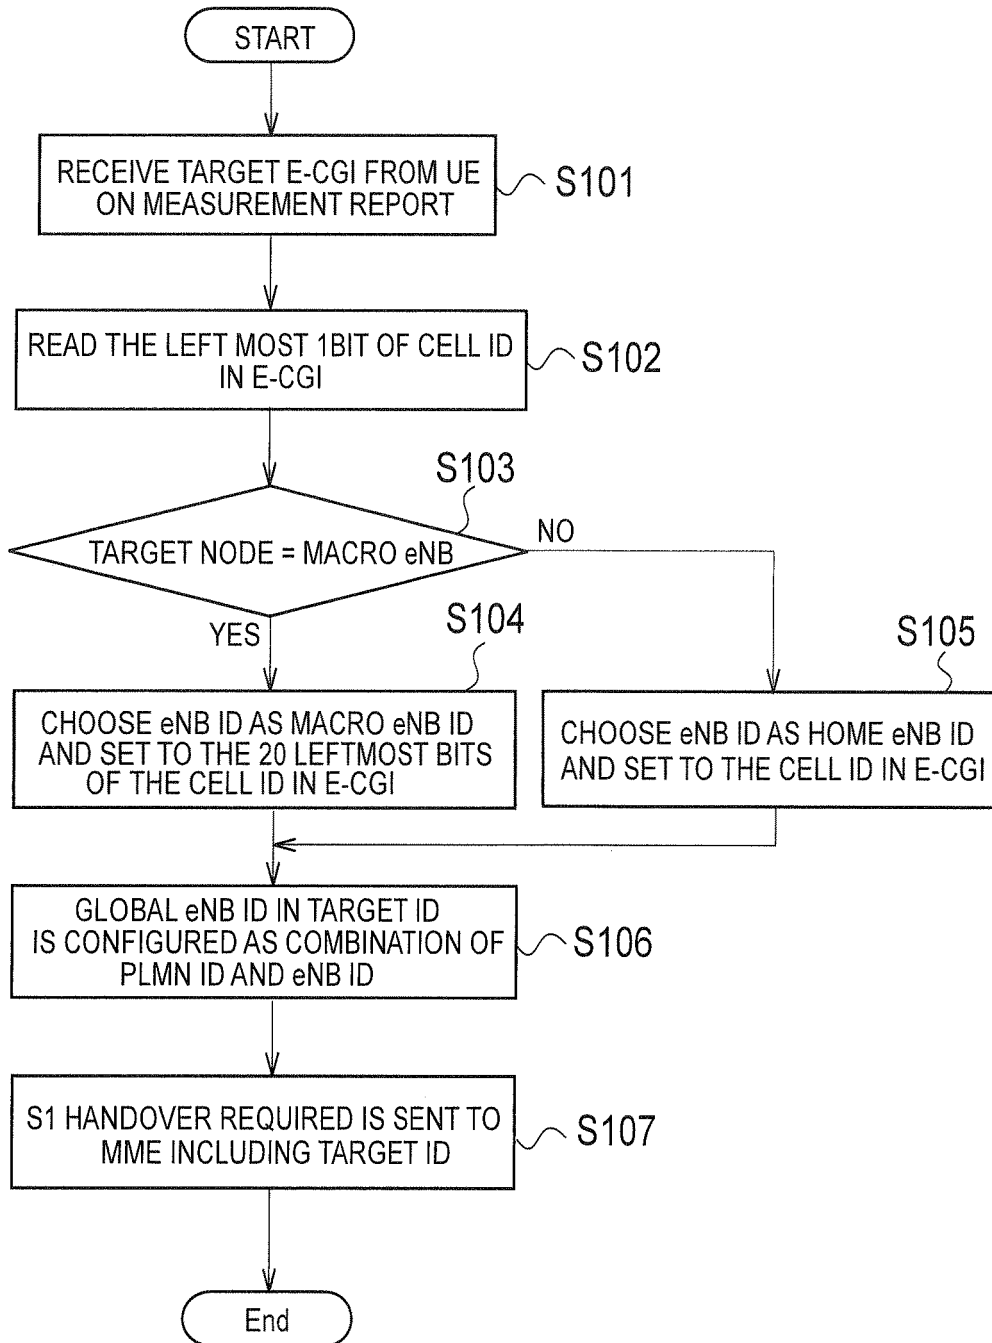 START
RECEIVE TARGET E-CGI FROM UE
ON MEASUREMENT REPORT
S101
READ THE LEFT MOST 1BIT OF CELL ID
IN E-CGI
S102
S103
TARGET NODE = MACRO eNB
NO
YES
S104
CHOOSE eNB ID AS MACRO eNB ID
AND SET TO THE 20 LEFTMOST BITS
OF THE CELL ID IN E-CGI
S105
CHOOSE eNB ID AS HOME eNB ID
AND SET TO THE CELL ID IN E-CGI
GLOBAL eNB ID IN TARGET ID
IS CONFIGURED AS COMBINATION OF
PLMN ID AND eNB ID
S106
S1 HANDOVER REQUIRED IS SENT TO
MME INCLUDING TARGET ID
S107
End